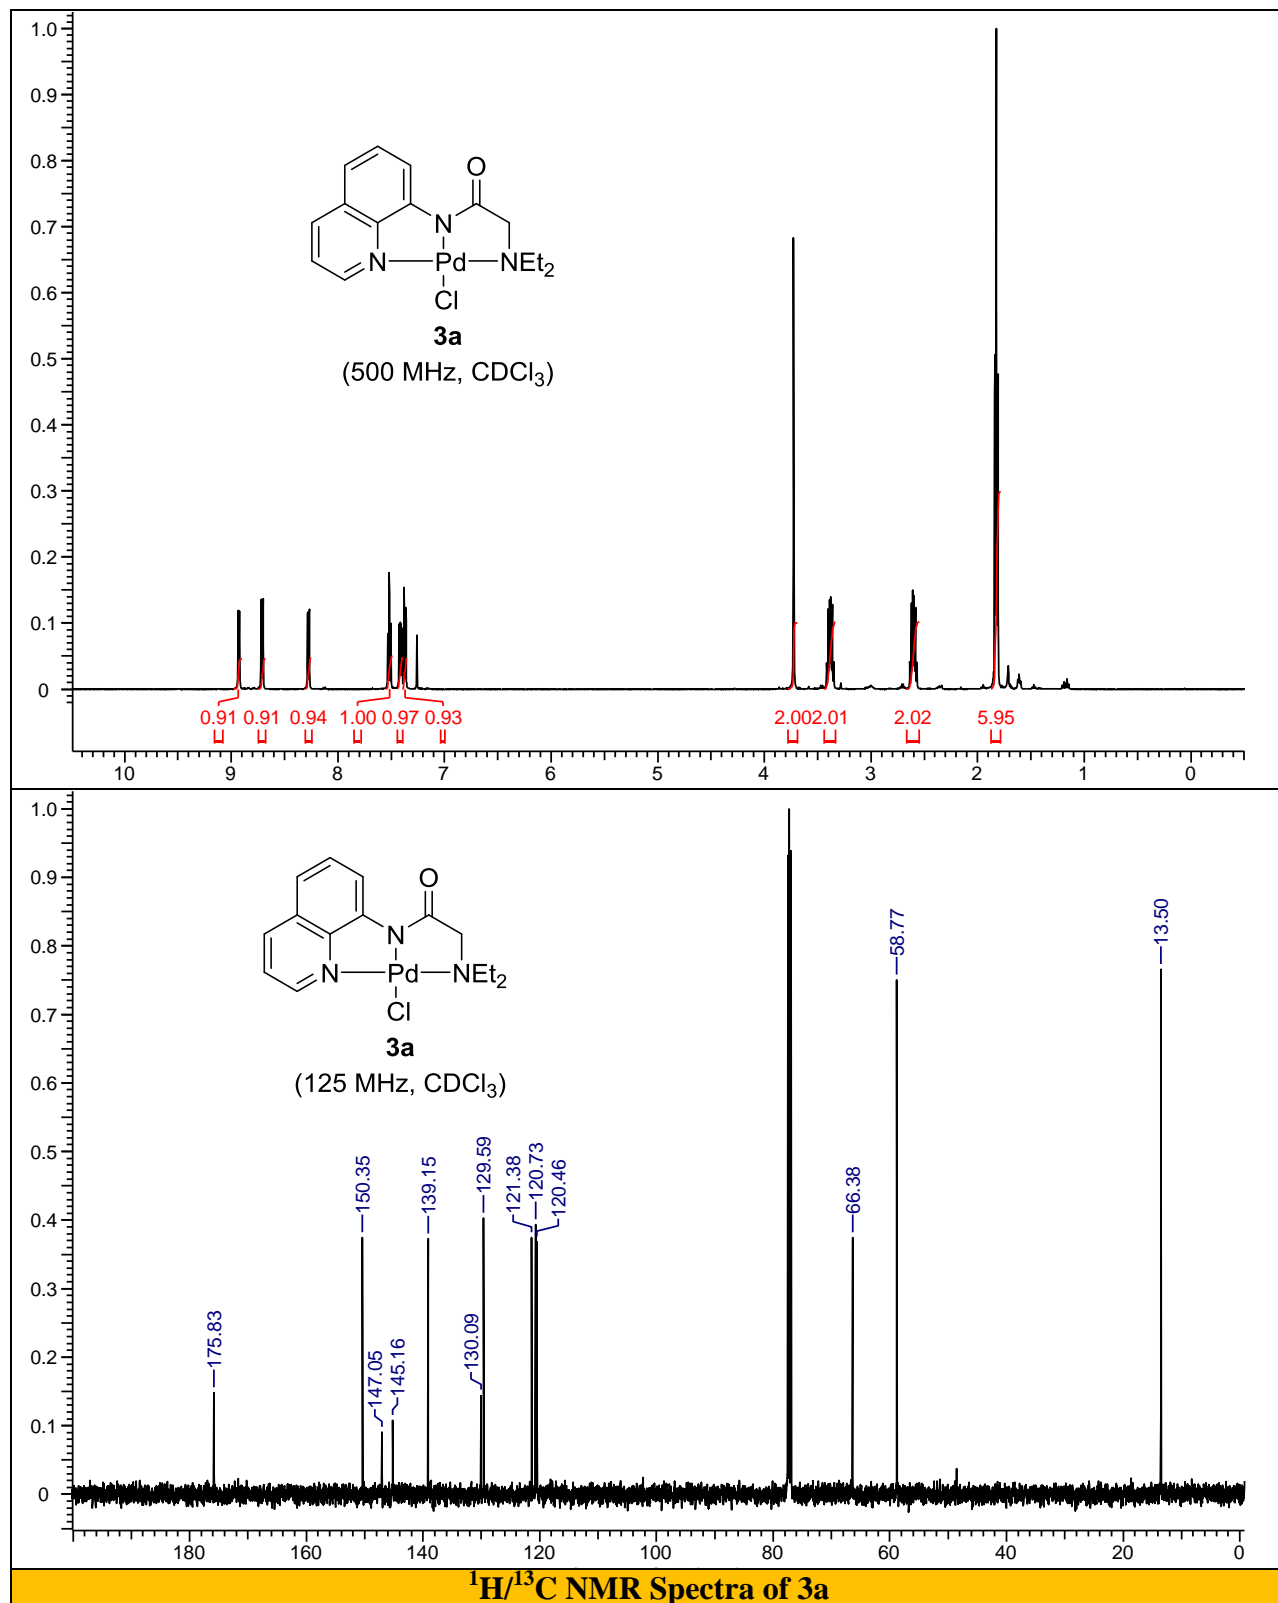 1.0
0.9
0.8
0.7
0.6
0.5
0.4
0.3
0.2
0.1
0
O
N
N Pd NEt2
Cl
3a
(500 MHz, CDCl3)
0.91 0.91 0.94 1.00 0.97 0.93 2.00 2.01 2.02 5.95
10 9 8 7 6 5 4 3 2 1 0
1.0
0.9
0.8
0.7
0.6
0.5
0.4
0.3
0.2
0.1
0
O
N
N Pd NEt2
Cl
3a
(125 MHz, CDCl3)
175.83
150.35
147.05
145.16
139.15
130.09
129.59
121.38
120.73
120.46
66.38
58.77
13.50
180 160 140 120 100 80 60 40 20 0
1H/13C NMR Spectra of 3a